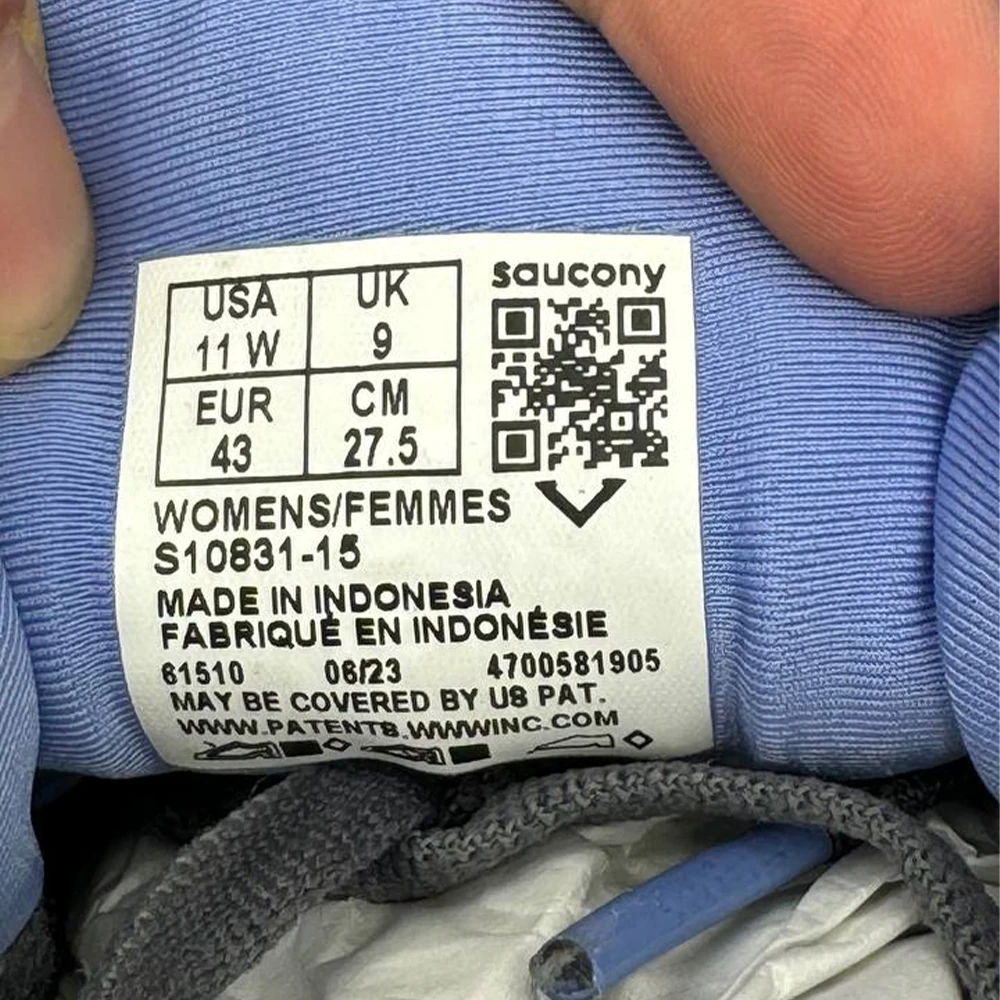 USA
11 W
UK
9
EUR
43
CM
27.5
saucony
WOMENS/FEMMES
S10831-15
MADE IN INDONESIA
FABRIQUÉ EN INDONÉSIE
61510 06/23 4700581905
MAY BE COVERED BY US PAT.
WWW.PATENTS.WWWINC.COM